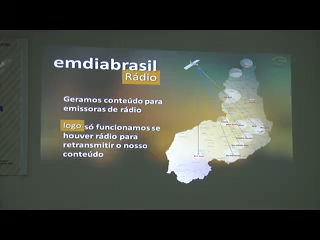 emdiabrasil
Rádio
Geramos conteúdo para
emissoras de rádio
logo só funcionamos se
houver rádio para
retransmitir o nosso
conteúdo